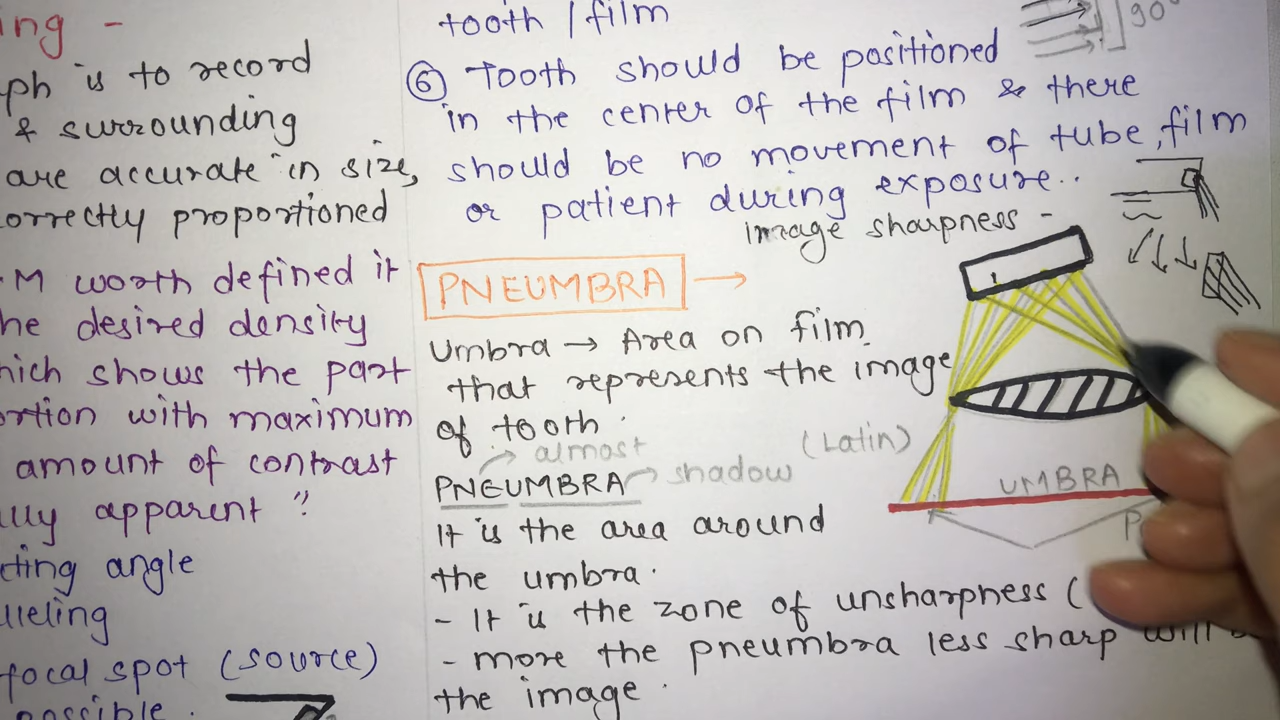 ing -
ph is to record
& surrounding
are accurate in size,
orrectly proportioned
M worth defined it
he desired density
hich shows the part
ortion with maximum
amount of contrast
ully apparent "
cting angle
lleling
focal spot (source)
possible.
tooth / film
90°
⑥ Tooth should be positioned
in the center of the film & there
should be no movement of tube, film
or patient during exposure..
image sharpness -
PNEUMBRA →
Umbra → Area on film
that represents the image
of tooth.
→ almost
(Latin)
PNEUMBRA → shadow
UMBRA
P
It is the area around
the umbra.
- It is the zone of unsharpness (
- more the pneumbra less sharp will
the image.